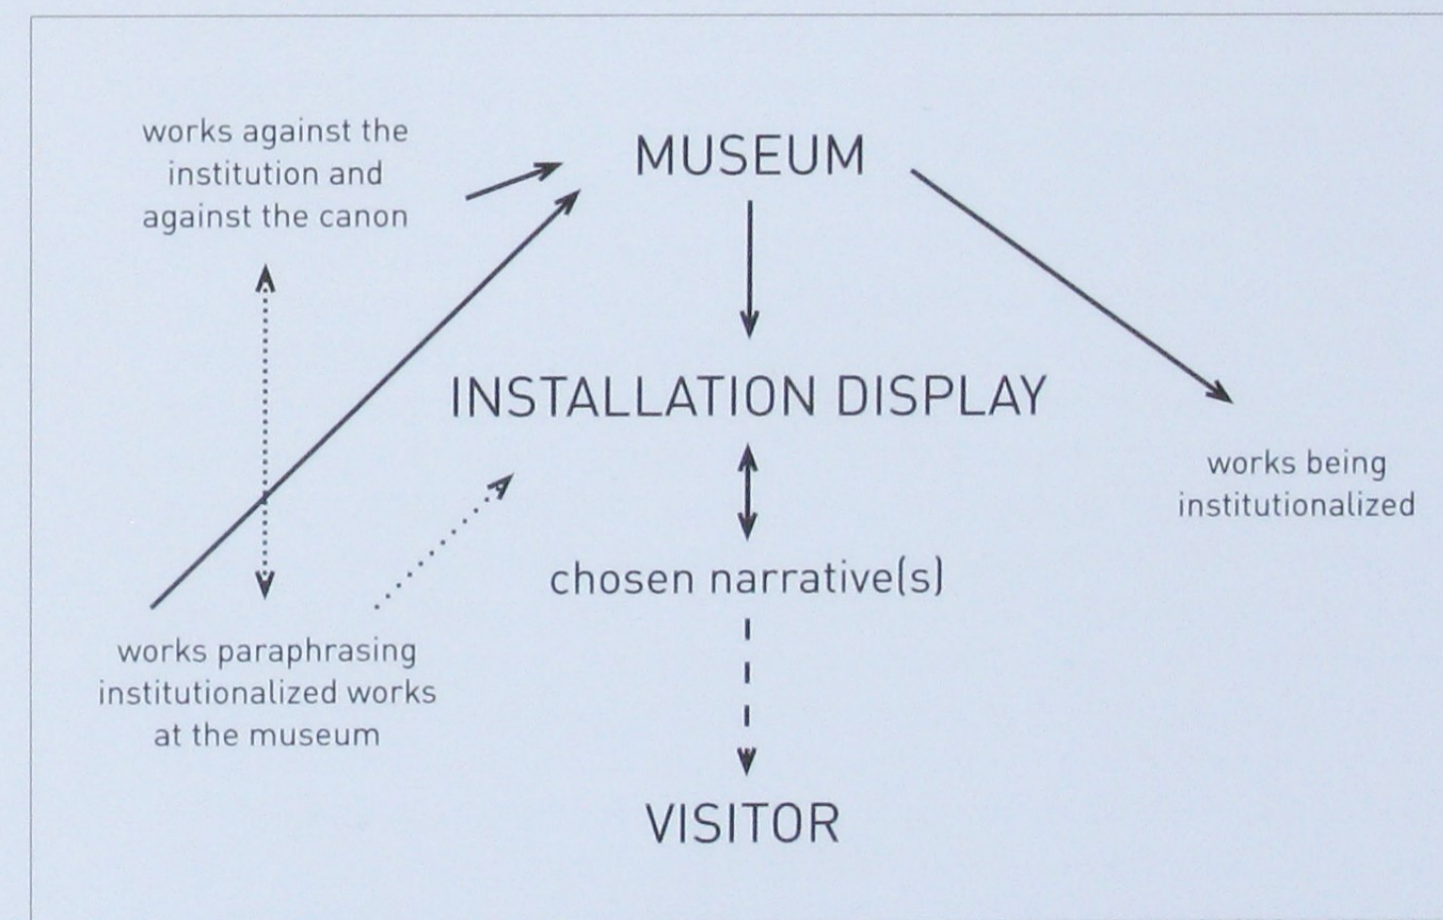 works against the
institution and
against the canon
MUSEUM
INSTALLATION DISPLAY
works being
institutionalized
chosen narrative(s)
works paraphrasing
institutionalized works
at the museum
VISITOR